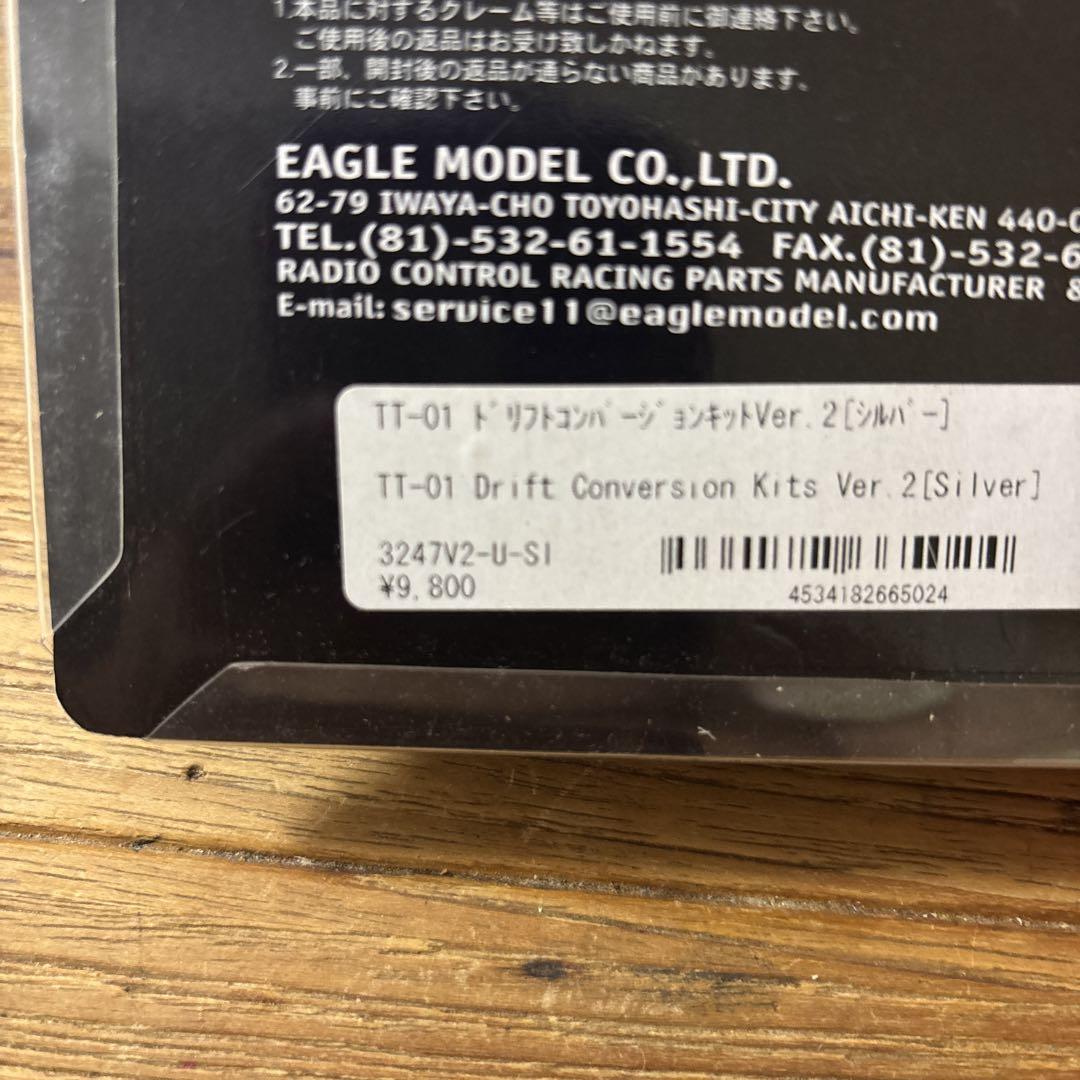 1.本品に対するクレーム等はご使用前に御連絡下さい。
ご使用後の返品はお受け致しかねます。
2.一部、開封後の返品が通らない商品があります。
事前にご確認下さい。
EAGLE MODEL CO.,LTD.
62-79 IWAYA-CHO TOYOHASHI-CITY AICHI-KEN 440-0
TEL.(81)-532-61-1554 FAX.(81)-532-6
RADIO CONTROL RACING PARTS MANUFACTURER &
E-mail: service11@eaglemodel.com
TT-01 ﾄﾞﾘﾌﾄｺﾝﾊﾞｰｼﾞョﾝｷｯﾄVer.2[ｼﾙﾊﾞｰ]
TT-01 Drift Conversion Kits Ver.2[Silver]
3247V2-U-SI
¥9,800
4534182665024